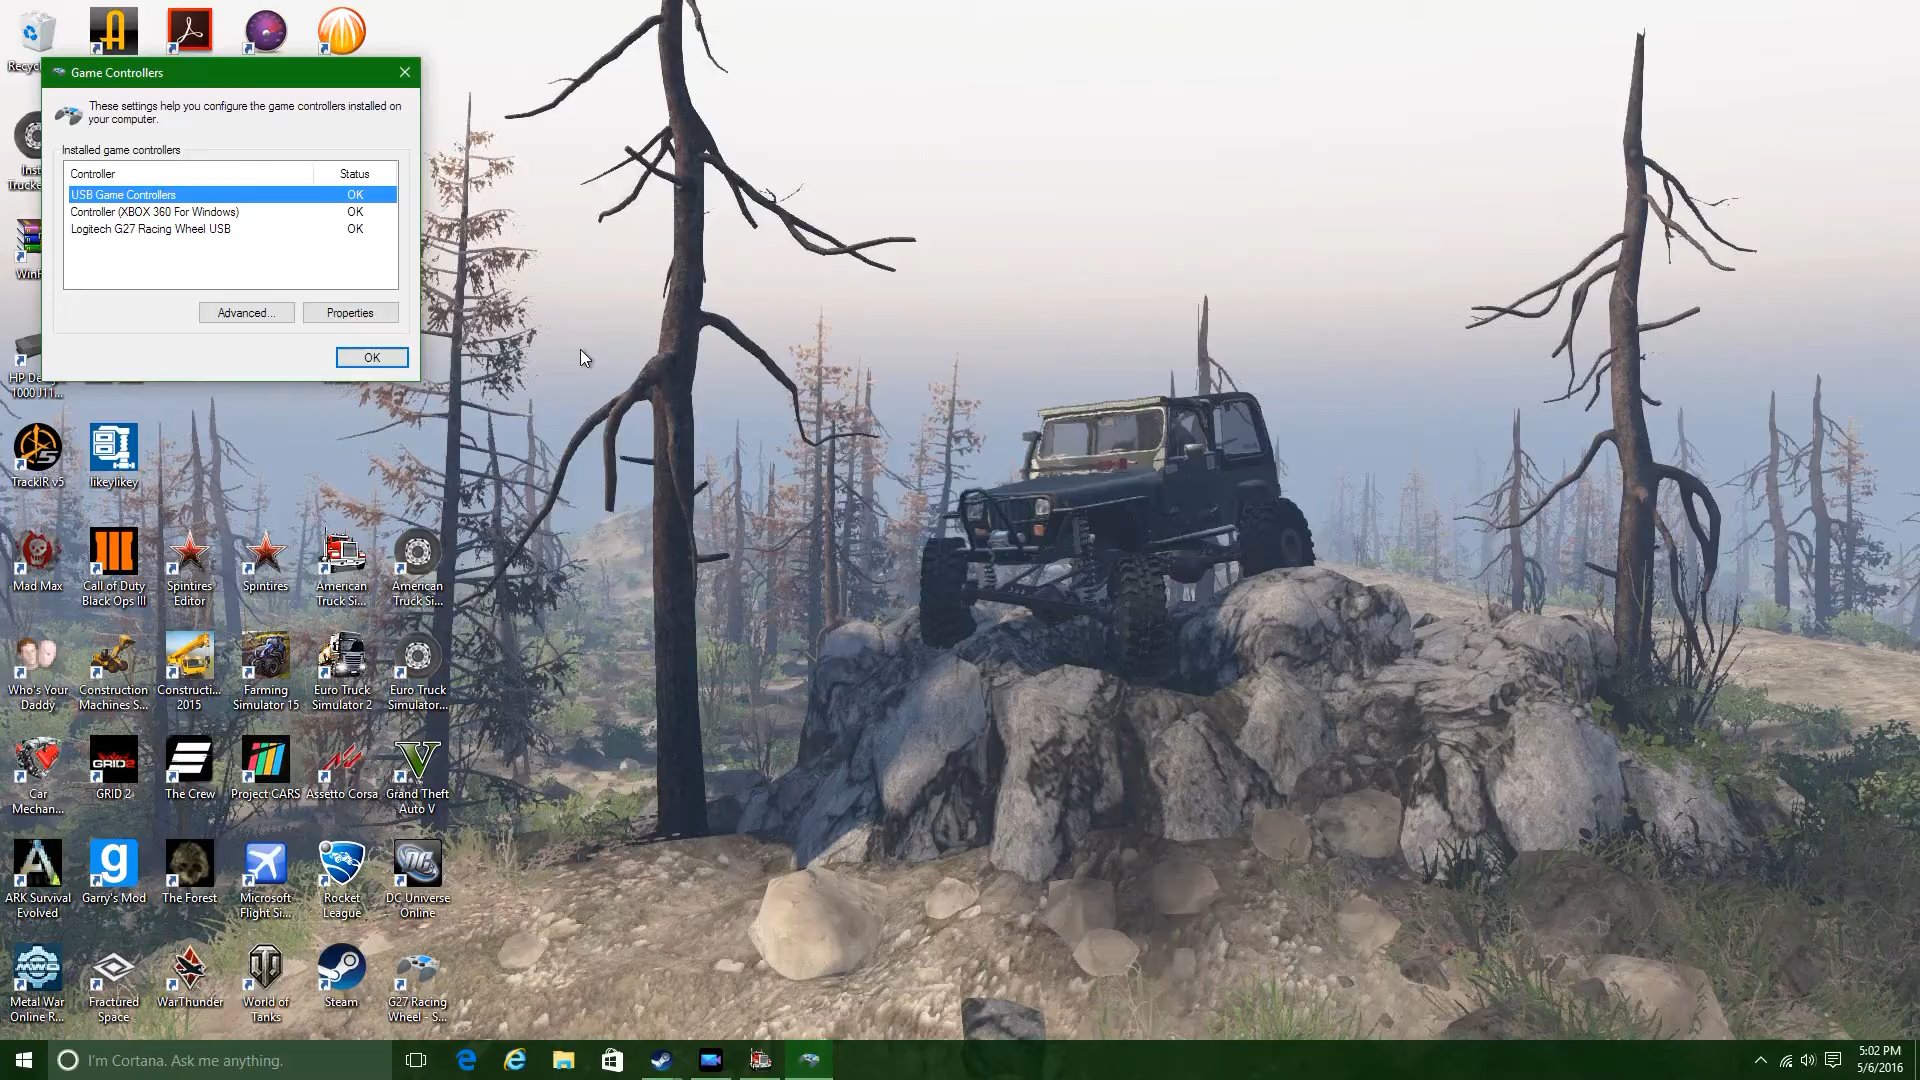 Game Controllers
These settings help you configure the game controllers installed on
your computer.
Installed game controllers
Controller Status
USB Game Controllers OK
Controller (XBOX 360 For Windows) OK
Logitech G27 Racing Wheel USB OK
Advanced...
Properties
OK
TrackIR v5
likeylikey
Mad Max
Call of Duty
Black Ops III
Spintires
Editor
Spintires
American
Truck Si...
American
Truck Si...
Who's Your
Daddy
Construction
Machines S...
Constructi...
2015
Farming
Simulator 15
Euro Truck
Simulator 2
Euro Truck
Simulator...
Car
Mechan...
GRID 2
The Crew
Project CARS
Assetto Corsa
Grand Theft
Auto V
ARK Survival
Evolved
Garry's Mod
The Forest
Microsoft
Flight Si...
Rocket
League
DC Universe
Online
Metal War
Online R...
Fractured
Space
WarThunder
World of
Tanks
Steam
G27 Racing
Wheel - S...
I'm Cortana. Ask me anything.
5:02 PM
5/6/2016